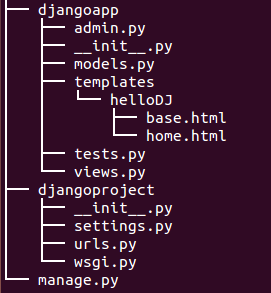 djangoapp
admin.py
__init__.py
models.py
templates
helloDJ
base.html
home.html
tests.py
views.py
djangoproject
__init__.py
settings.py
urls.py
wsgi.py
manage.py